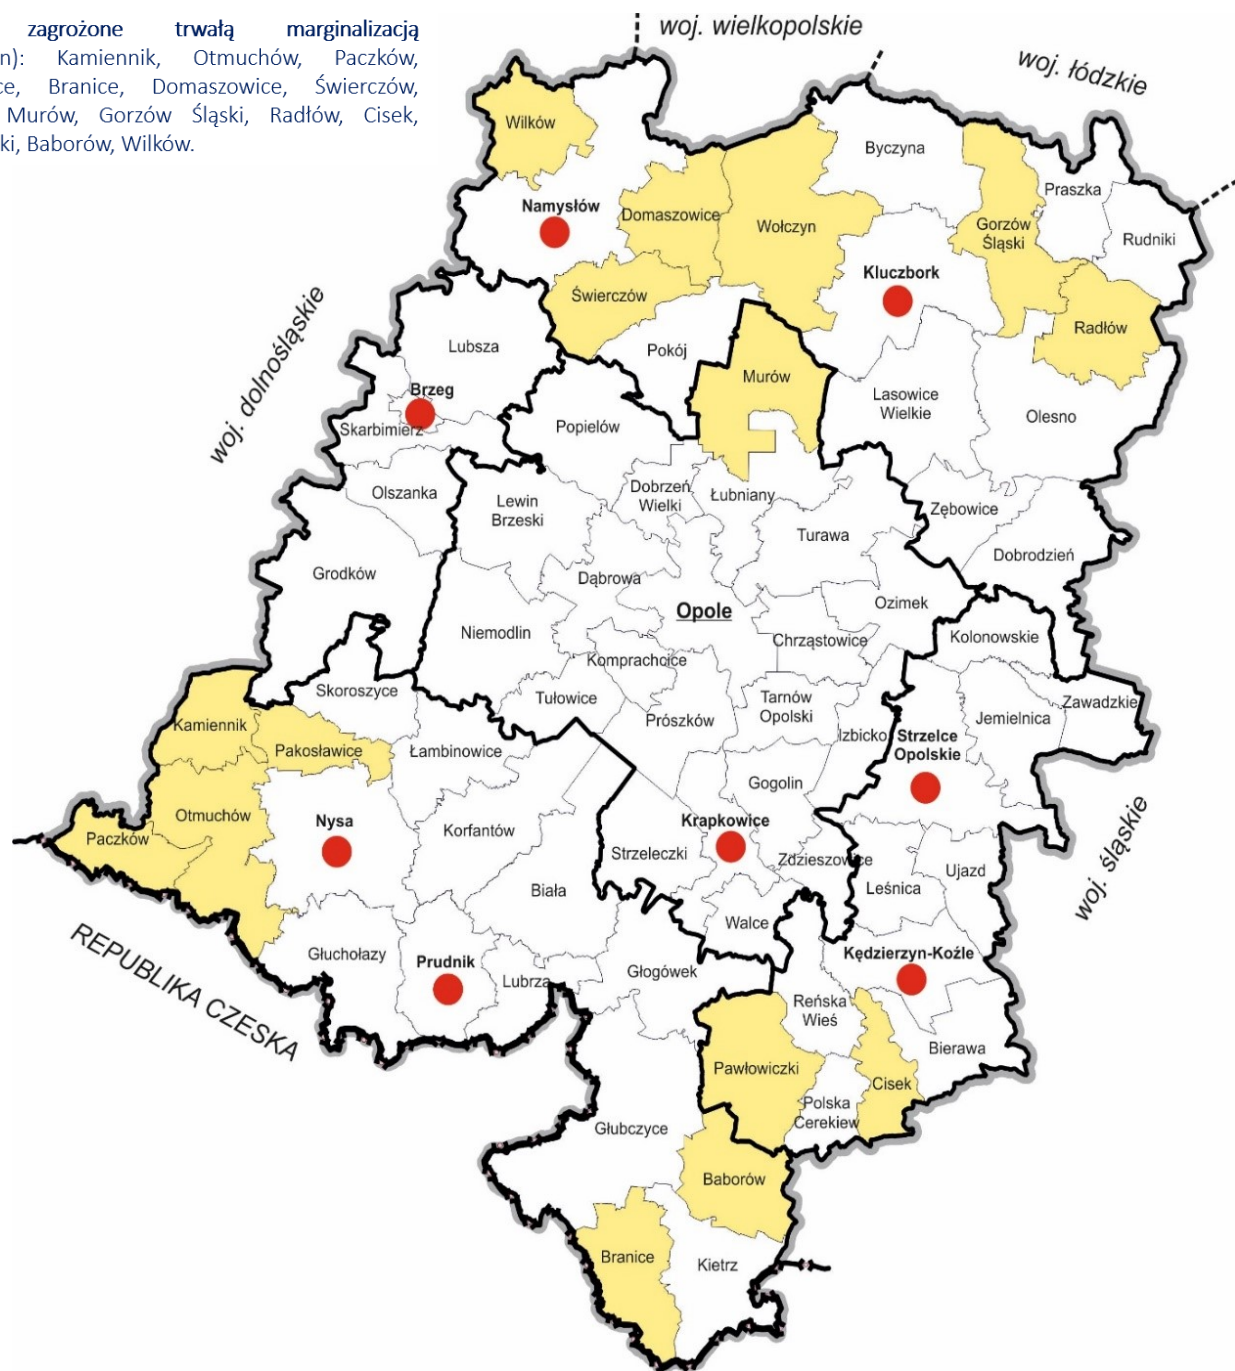 zagrożone trwałą marginalizacją
n): Kamiennik, Otmuchów, Paczków,
ce, Branice, Domaszowice, Świerczów,
Murów, Gorzów Śląski, Radłów, Cisek,
ki, Baborów, Wilków.
woj. wielkopolskie
woj. łódzkie
Wilków
Byczyna
Praszka
Namysłów
Domaszowice
Wołczyn
Gorzów
Śląski
Rudniki
Kluczbork
Świerczów
Radłów
woj. dolnośląskie
Lubsza
Pokój
Murów
Brzeg
Lasowice
Wielkie
Olesno
Skarbimierz
Popielów
Olszanka
Lewin
Brzeski
Dobrzeń
Wielki
Łubniany
Zębowice
Turawa
Dobrodzień
Grodków
Dąbrowa
Opole
Ozimek
Niemodlin
Chrząstowice
Kolonowskie
Komprachcice
Skoroszyce
Tułowice
Tarnów
Opolski
Zawadzkie
Kamiennik
Prószków
Jemielnica
Izbicko
Strzelce
Opolskie
Pakosławice
Łambinowice
Gogolin
Otmuchów
Nysa
Krapkowice
Paczków
Korfantów
Strzeleczki
Zdzieszowice
woj. śląskie
Ujazd
Leśnica
Biała
Walce
REPUBLIKA CZESKA
Głuchołazy
Prudnik
Lubrza
Głogówek
Kędzierzyn-Koźle
Reńska
Wieś
Bierawa
Pawłowiczki
Cisek
Polska
Cerekiew
Głubczyce
Baborów
Branice
Kietrz